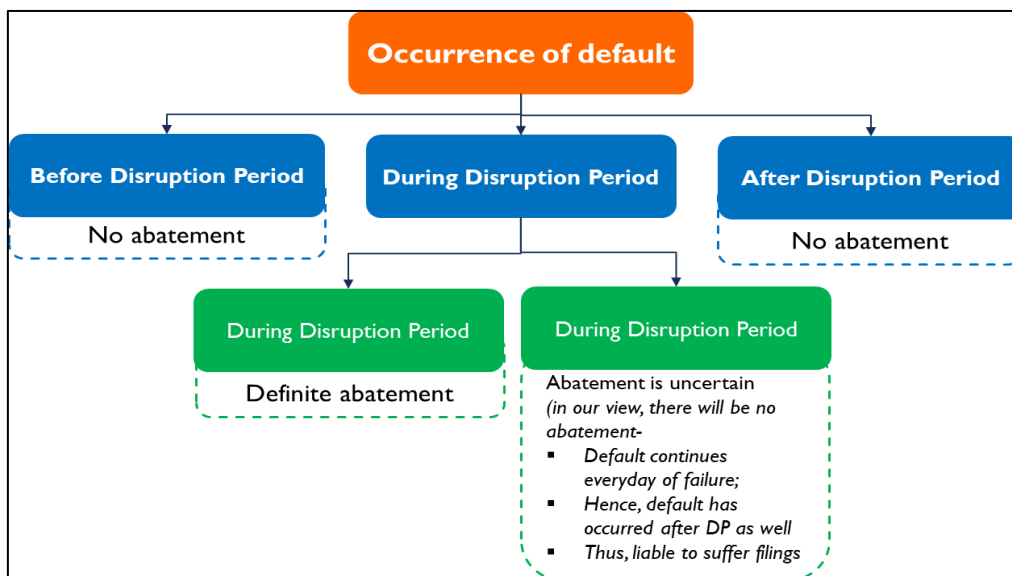 Occurrence of default
Before Disruption Period
No abatement
During Disruption Period
After Disruption Period
No abatement
During Disruption Period
Definite abatement
During Disruption Period
Abatement is uncertain
(in our view, there will be no
abatement-
▪ Default continues
everyday of failure;
▪ Hence, default has
occurred after DP as well
▪ Thus, liable to suffer filings